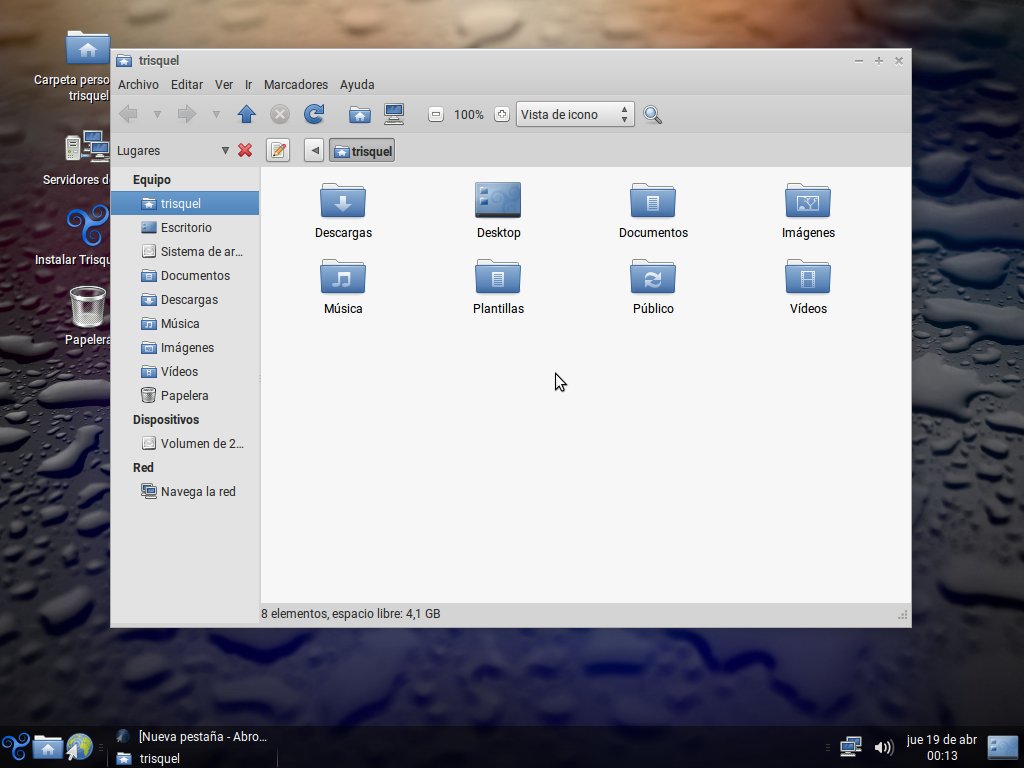 Carpeta perso
trisquel
Servidores d
Instalar Trisqu
Papelera
trisquel
Archivo Editar Ver Ir Marcadores Ayuda
100% Vista de icono
Lugares trisquel
Equipo
trisquel
Escritorio
Sistema de ar...
Documentos
Descargas
Música
Imágenes
Vídeos
Papelera
Dispositivos
Volumen de 2...
Red
Navega la red
Descargas Desktop Documentos Imágenes
Música Plantillas Público Vídeos
8 elementos, espacio libre: 4,1 GB
[Nueva pestaña - Abro...
trisquel
jue 19 de abr
00:13